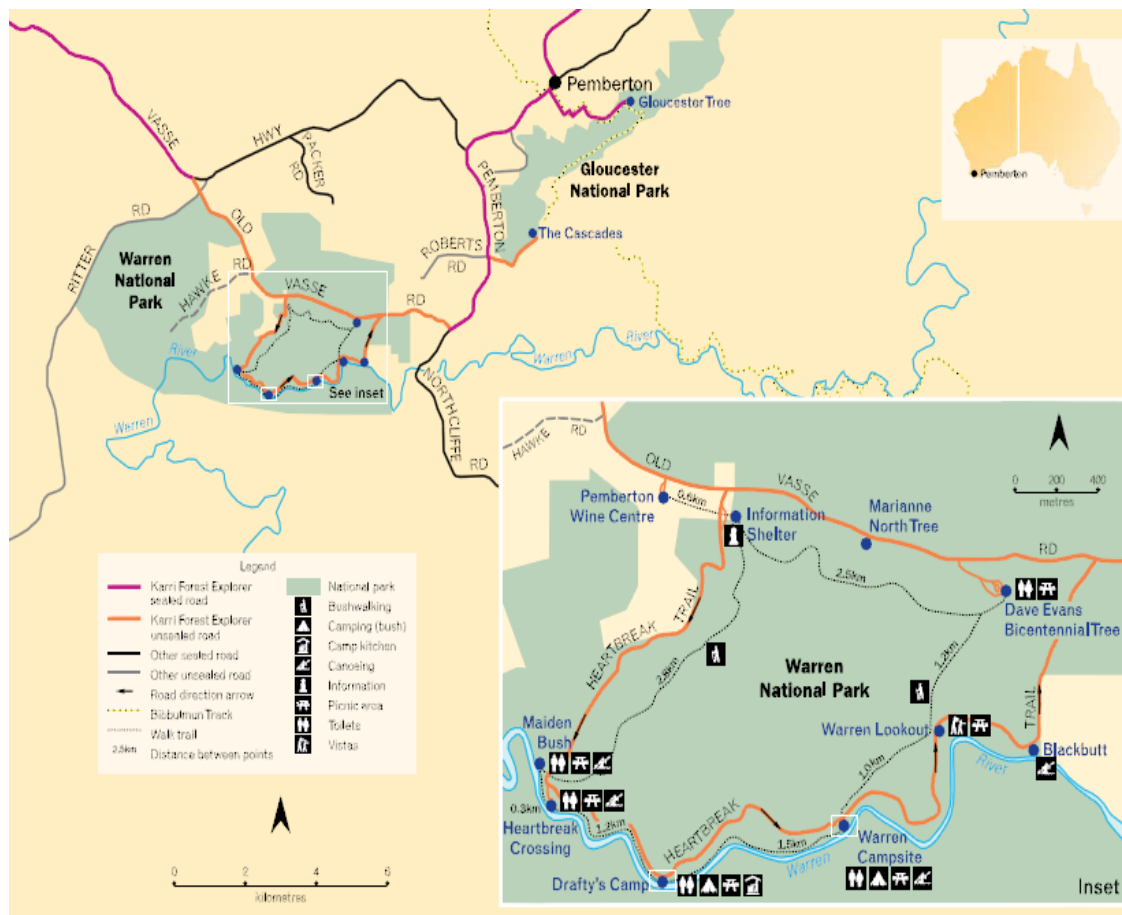 Pemberton
Gloucester Tree
Pemberton
VASSE
HWY
PACKER
RD
PEMBERTON
Gloucester
National Park
OLD
RD
RITTER
ROBERTS
RD
The Cascades
Warren
National
Park
HAWKE
RD
VASSE
RD
River
Warren
See inset
Warren
NORTHCLIFFE
RD
Legend
Karri Forest Explorer
sealed road
Karri Forest Explorer
unsealed road
Other sealed road
Other unsealed road
Road direction arrow
Bibbulmun Track
Walk trail
2.5km
Distance between points
National park
Bushwalking
Camping (bush)
Camp kitchen
Canoeing
Information
Picnic area
Toilets
Vistas
0 2 4 6
kilometres
HAWKE
RD
OLD
VASSE
RD
0 200 400
metres
Pemberton
Wine Centre
0.6km
Information
Shelter
Marianne
North Tree
2.5km
Dave Evans
Bicentennial Tree
HEARTBREAK
TRAIL
2.8km
Warren
National Park
1.2km
TRAIL
Maiden
Bush
Warren Lookout
Blackbutt
River
0.3km
Heartbreak
Crossing
1.2km
HEARTBREAK
1.0km
1.5km
Warren
Warren
Campsite
Drafty's Camp
Inset